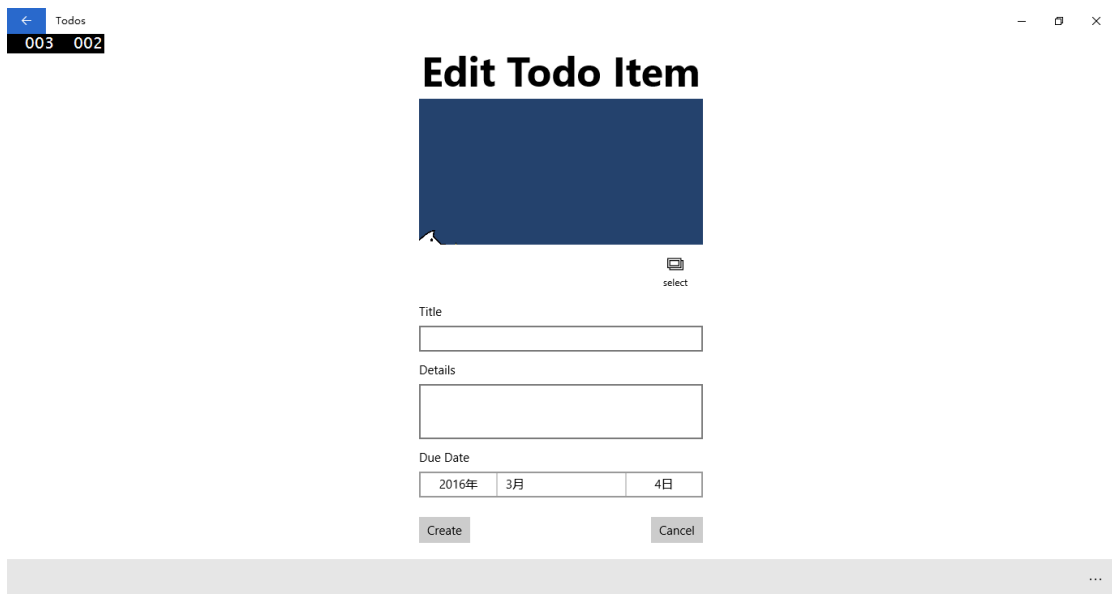 Todos
003 002
Edit Todo Item
select
Title
Details
Due Date
2016年 3月 4日
Create Cancel
...